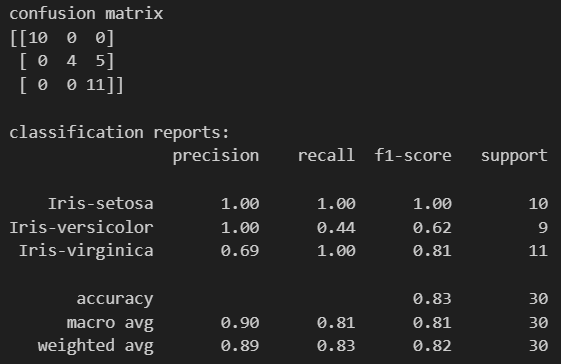 confusion matrix
[[10  0  0]
 [ 0  4  5]
 [ 0  0 11]]
classification reports:
precision    recall  f1-score   support
Iris-setosa       1.00      1.00      1.00        10
Iris-versicolor       1.00      0.44      0.62         9
Iris-virginica       0.69      1.00      0.81        11
accuracy                           0.83        30
macro avg       0.90      0.81      0.81        30
weighted avg       0.89      0.83      0.82        30